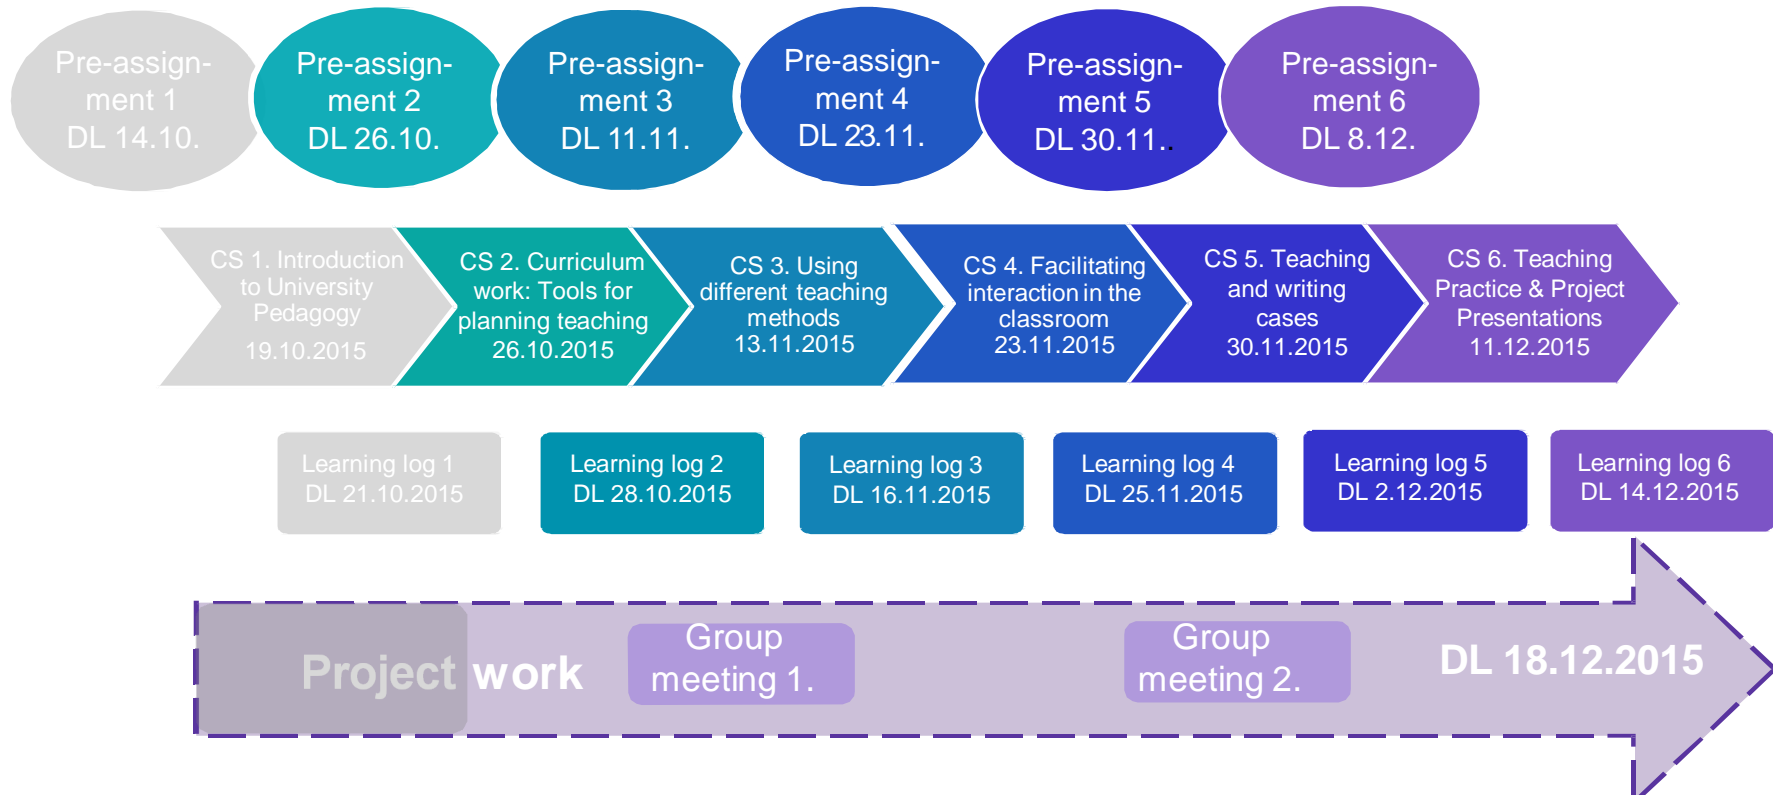 Pre-assign-
ment 1
DL 14.10.
Pre-assign-
ment 2
DL 26.10.
Pre-assign-
ment 3
DL 11.11.
Pre-assign-
ment 4
DL 23.11.
Pre-assign-
ment 5
DL 30.11..
Pre-assign-
ment 6
DL 8.12.
CS 1. Introduction
to University
Pedagogy
19.10.2015
CS 2. Curriculum
work: Tools for
planning teaching
26.10.2015
CS 3. Using
different teaching
methods
13.11.2015
CS 4. Facilitating
interaction in the
classroom
23.11.2015
CS 5. Teaching
and writing
cases
30.11.2015
CS 6. Teaching
Practice & Project
Presentations
11.12.2015
Learning log 1
DL 21.10.2015
Learning log 2
DL 28.10.2015
Learning log 3
DL 16.11.2015
Learning log 4
DL 25.11.2015
Learning log 5
DL 2.12.2015
Learning log 6
DL 14.12.2015
Project work
Group
meeting 1.
Group
meeting 2.
DL 18.12.2015